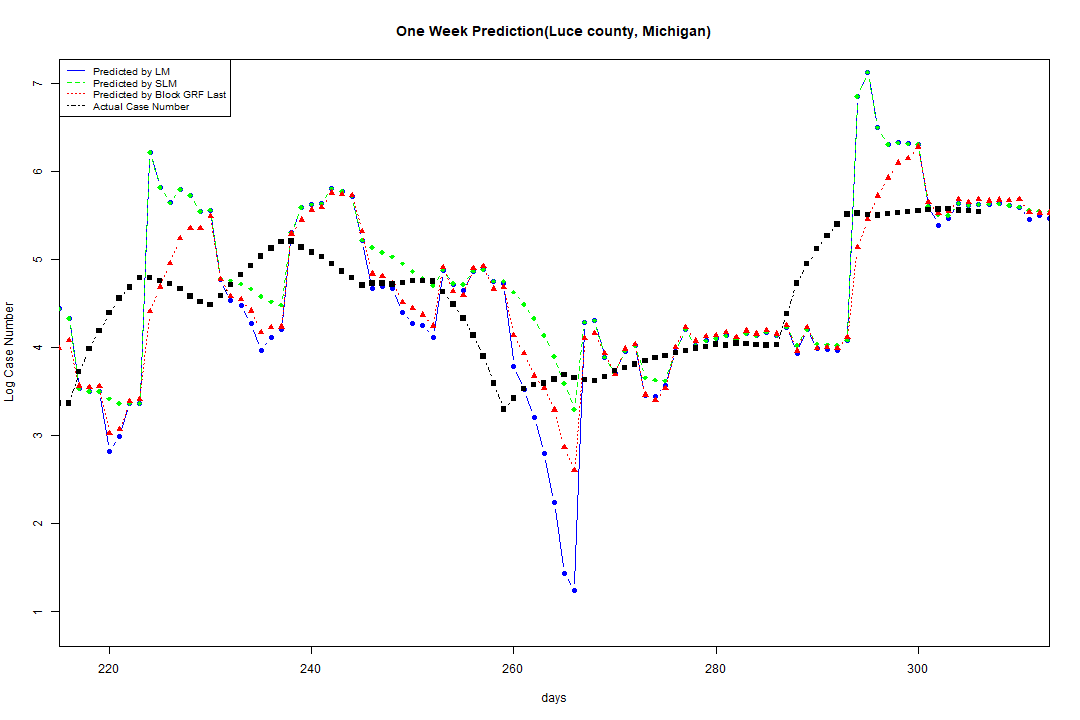 One Week Prediction(Luce county, Michigan)
Predicted by LM
Predicted by SLM
Predicted by Block GRF Last
Actual Case Number
7
6
5
4
3
2
1
Log Case Number
220 240 260 280 300
days